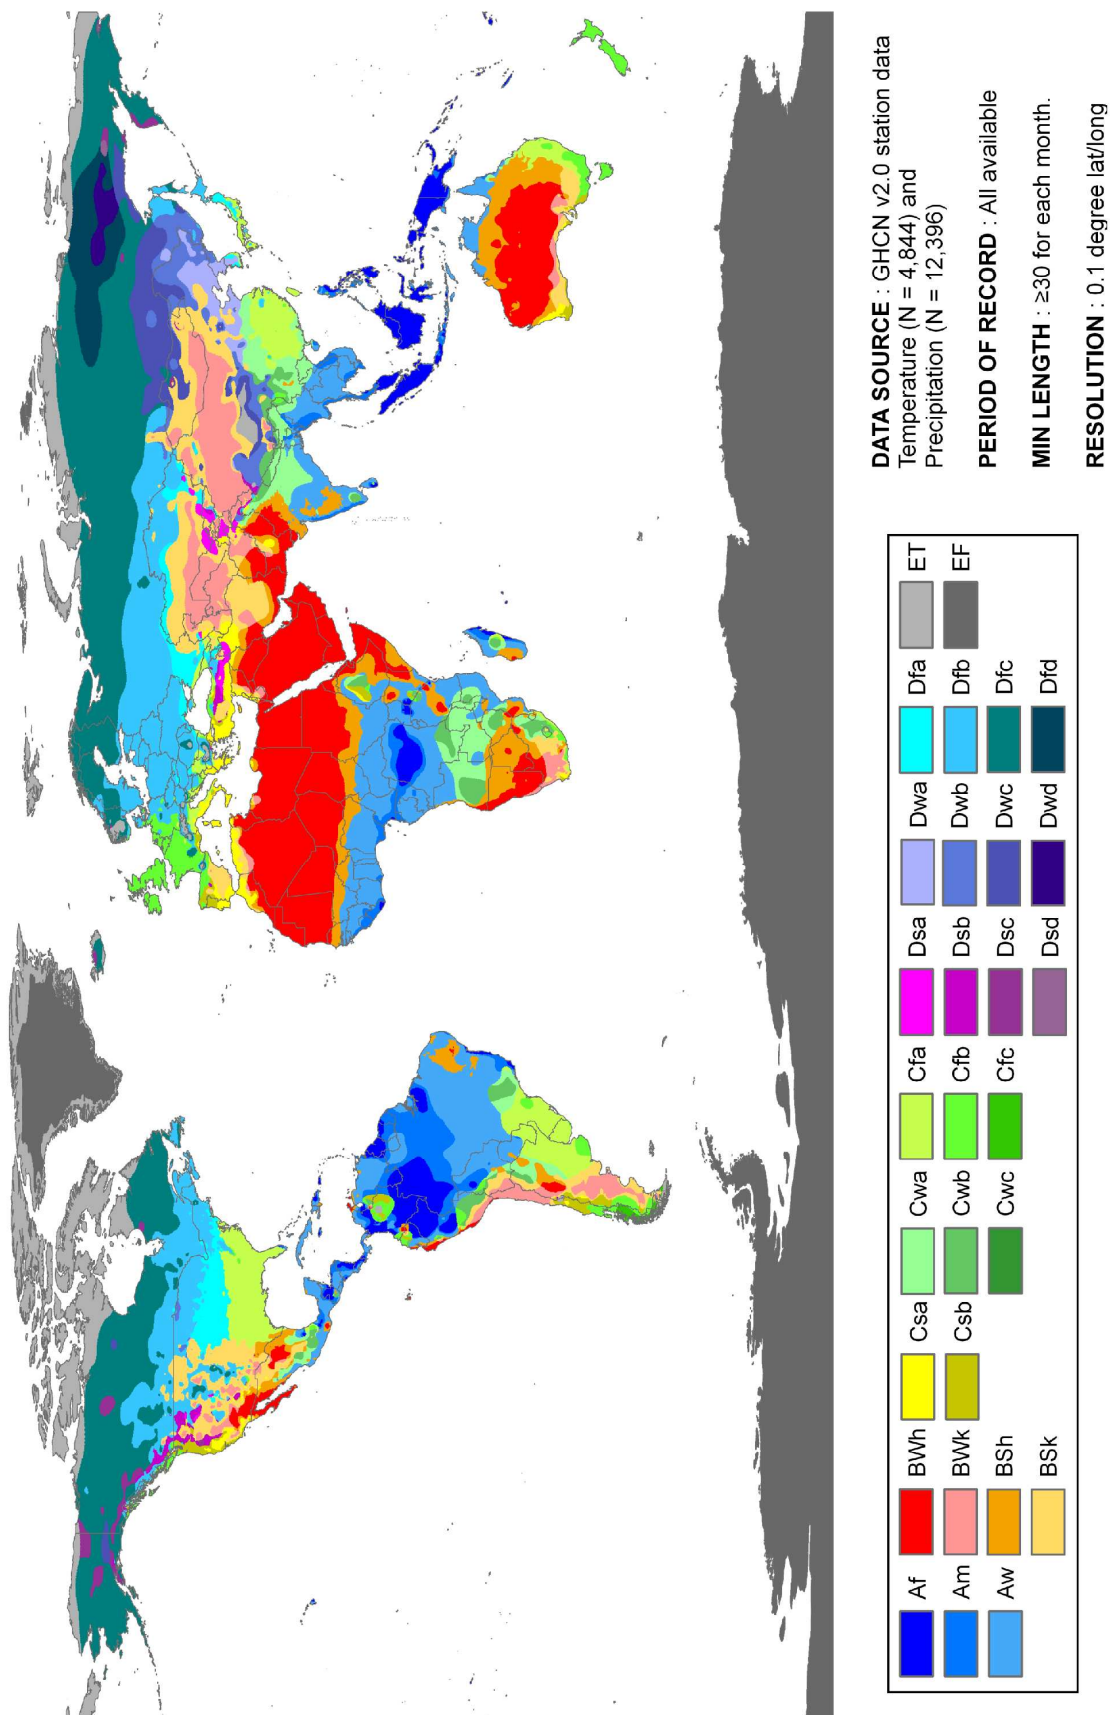 Af
Am
Aw
BWh
BWk
BSh
BSk
Csa
Csb
Cwa
Cwb
Cwc
Cfa
Cfb
Cfc
Dsa
Dsb
Dsc
Dsd
Dwa
Dwb
Dwc
Dwd
Dfa
Dfb
Dfc
Dfd
ET
EF
DATA SOURCE : GHCN v2.0 station data
Temperature (N = 4,844) and
Precipitation (N = 12,396)
PERIOD OF RECORD : All available
MIN LENGTH : ≥30 for each month.
RESOLUTION : 0.1 degree lat/long